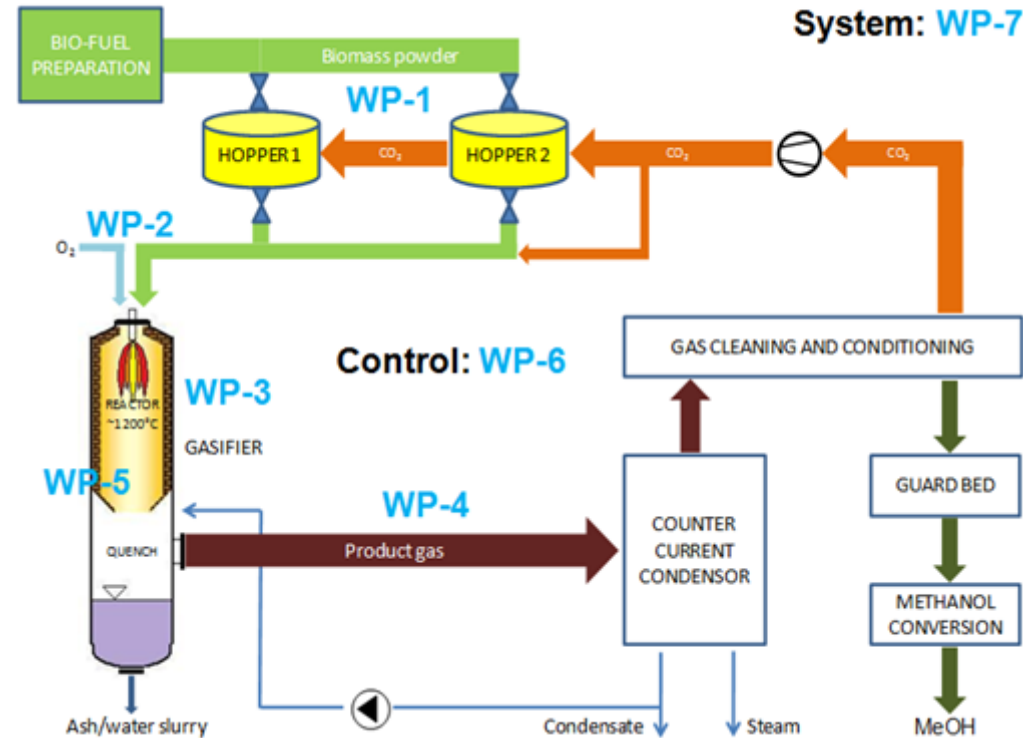 System: WP-7
BIO-FUEL
PREPARATION
Biomass powder
WP-1
HOPPER 1
CO₂
HOPPER 2
CO₂
CO₂
WP-2
O₂
GAS CLEANING AND CONDITIONING
Control: WP-6
REACTOR
~1200°C
WP-3
GASIFIER
WP-5
WP-4
GUARD BED
QUENCH
Product gas
COUNTER
CURRENT
CONDENSOR
METHANOL
CONVERSION
Ash/water slurry
Condensate
Steam
MeOH